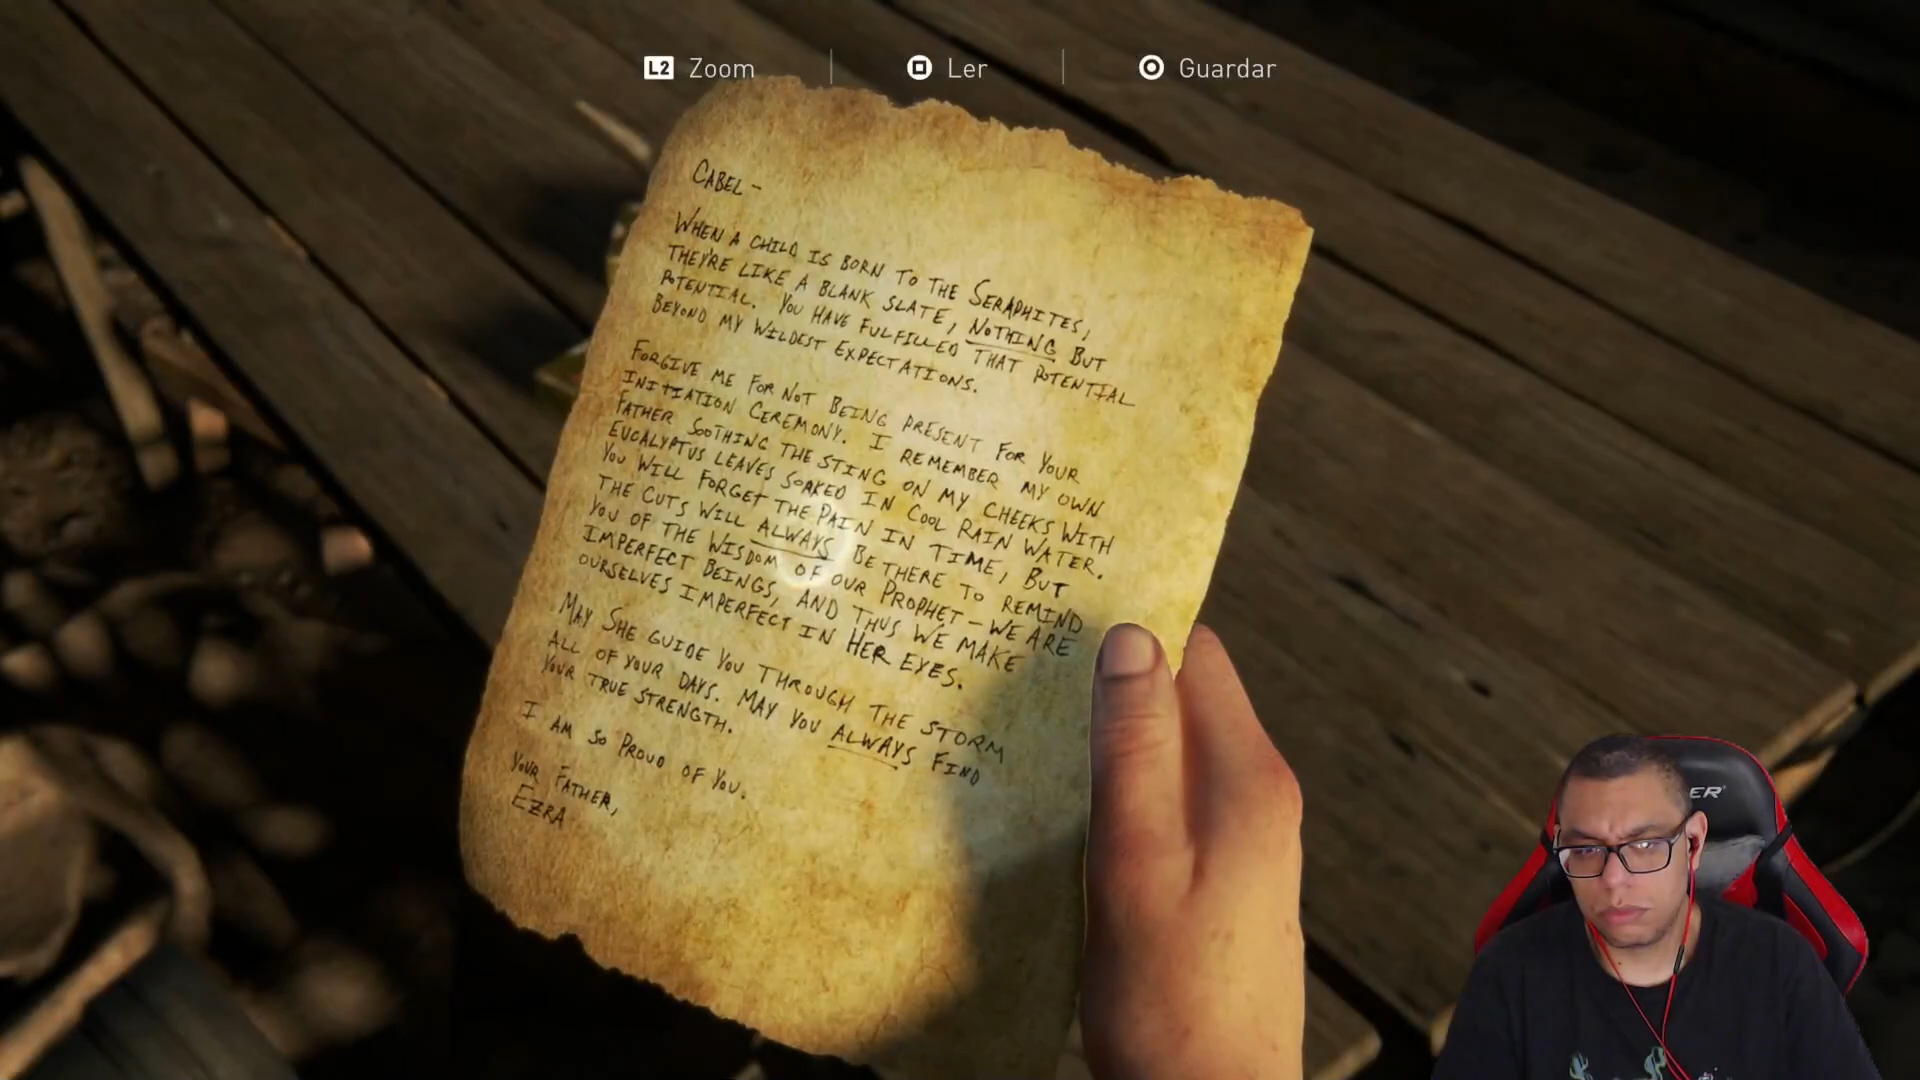 L2 Zoom Ler Guardar
CABEL -
WHEN A CHILD IS BORN TO THE SERAPHITES,
THEY'RE LIKE A BLANK SLATE, NOTHING BUT
POTENTIAL. YOU HAVE FULFILLED THAT POTENTIAL
BEYOND MY WILDEST EXPECTATIONS.
FORGIVE ME FOR NOT BEING PRESENT FOR YOUR
INITIATION CEREMONY. I REMEMBER MY OWN
FATHER SOOTHING THE STING ON MY CHEEKS WITH
EUCALYPTUS LEAVES SOAKED IN COOL RAIN WATER.
YOU WILL FORGET THE PAIN IN TIME, BUT
THE CUTS WILL ALWAYS BE THERE TO REMIND
YOU OF THE WISDOM OF OUR PROPHET - WE ARE
IMPERFECT BEINGS, AND THUS WE MAKE
OURSELVES IMPERFECT IN HER EYES.
MAY SHE GUIDE YOU THROUGH THE STORM
ALL OF YOUR DAYS. MAY YOU ALWAYS FIND
YOUR TRUE STRENGTH.
I AM SO PROUD OF YOU.
YOUR FATHER,
EZRA
ER